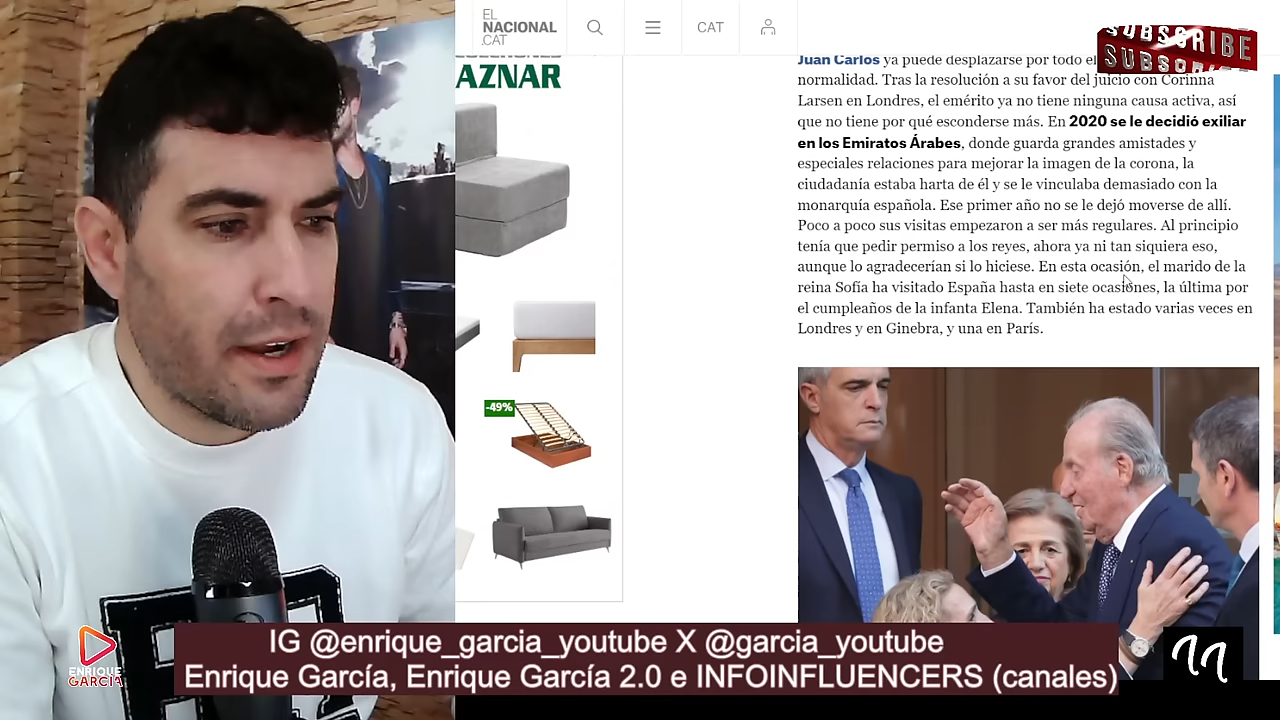 EL
NACIONAL
.CAT
CAT
SUBSCRIBE
SUBSCRIBE
AZNAR
Juan Carlos ya puede desplazarse por todo el
normalidad. Tras la resolución a su favor del juicio con Corinna
Larsen en Londres, el emérito ya no tiene ninguna causa activa, así
que no tiene por qué esconderse más. En 2020 se le decidió exiliar
en los Emiratos Árabes, donde guarda grandes amistades y
especiales relaciones para mejorar la imagen de la corona, la
ciudadanía estaba harta de él y se le vinculaba demasiado con la
monarquía española. Ese primer año no se le dejó moverse de allí.
Poco a poco sus visitas empezaron a ser más regulares. Al principio
tenía que pedir permiso a los reyes, ahora ya ni tan siquiera eso,
aunque lo agradecerían si lo hiciese. En esta ocasión, el marido de la
reina Sofía ha visitado España hasta en siete ocasiones, la última por
el cumpleaños de la infanta Elena. También ha estado varias veces en
Londres y en Ginebra, y una en París.
-49%
IG @enrique_garcia_youtube X @garcia_youtube
Enrique García, Enrique García 2.0 e INFOINFLUENCERS (canales)
ENRIQUE
GARCÍA